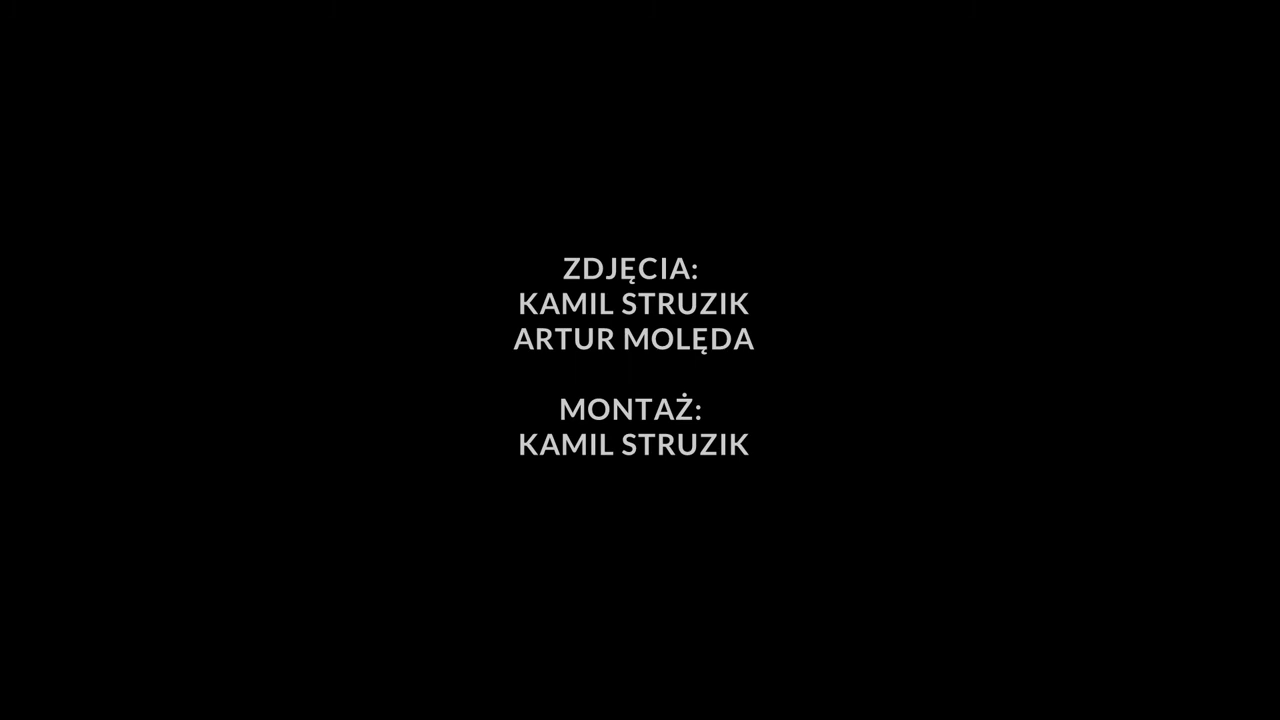 ZDJĘCIA:
KAMIL STRUZIK
ARTUR MOLĘDA
MONTAŻ:
KAMIL STRUZIK